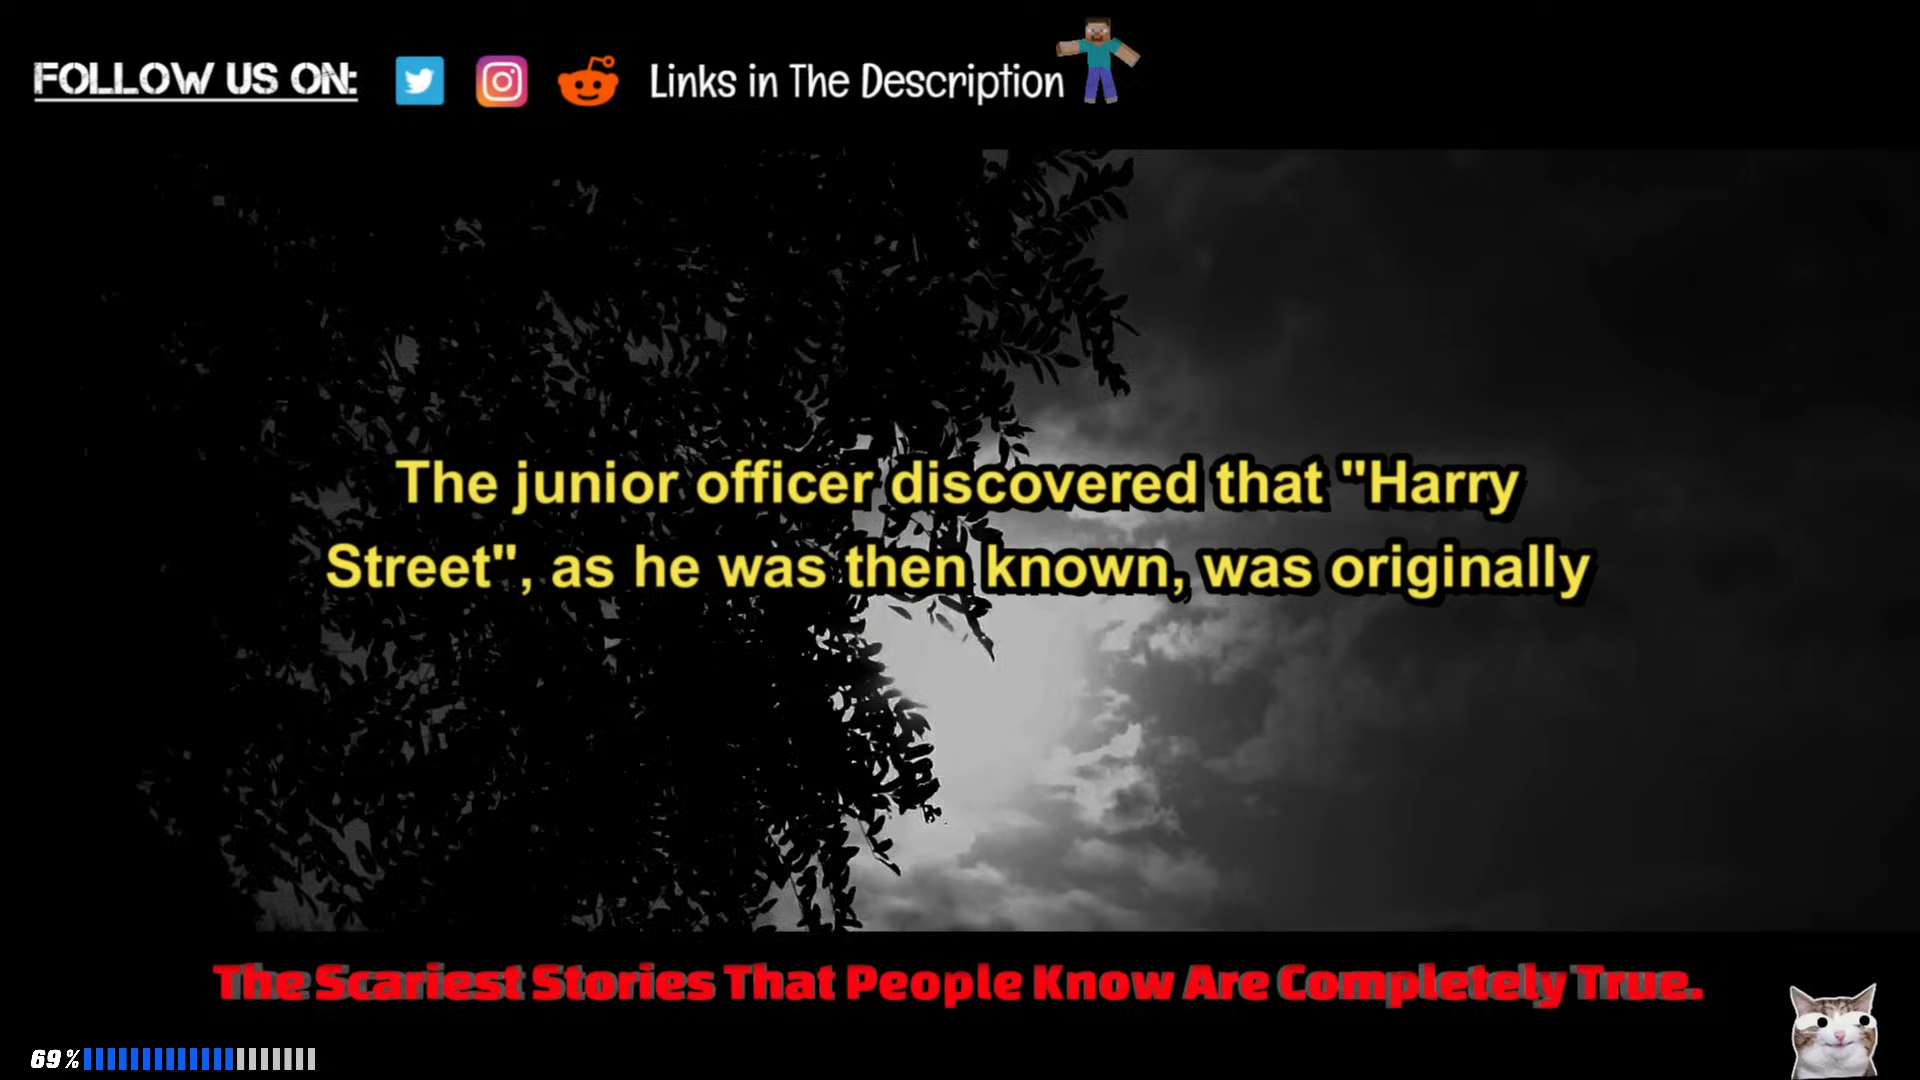 FOLLOW US ON: Links in The Description
The junior officer discovered that "Harry
Street", as he was then known, was originally
The Scariest Stories That People Know Are Completely True.
69%